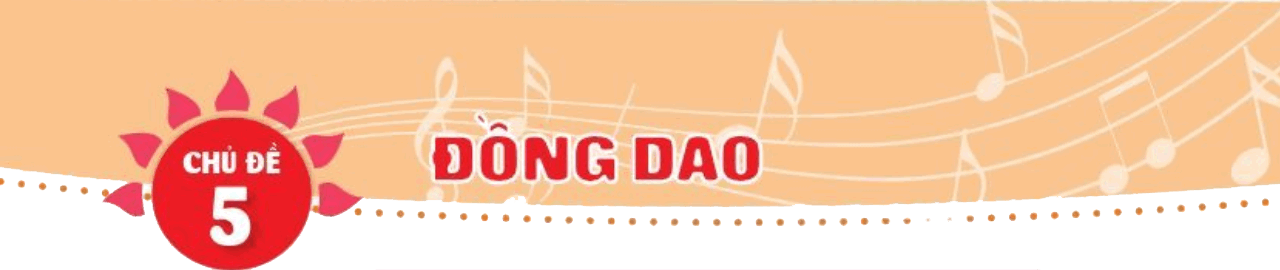 CHỦ ĐỀ
5
ĐỒNG DAO